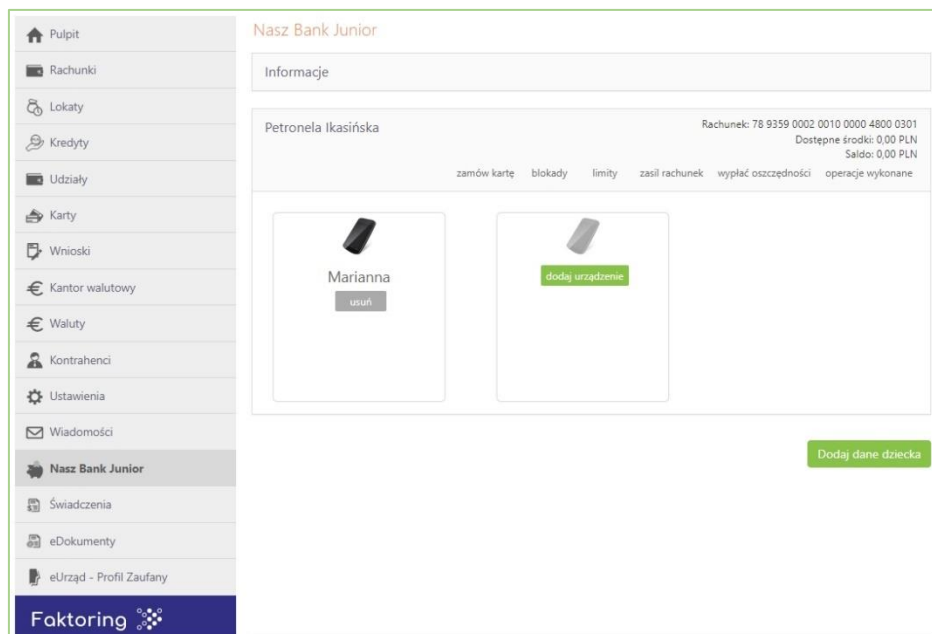 Pulpit
Rachunki
Lokaty
Kredyty
Udziały
Karty
Wnioski
Kantor walutowy
Waluty
Kontrahenci
Ustawienia
Wiadomości
Nasz Bank Junior
Świadczenia
eDokumenty
eUrząd - Profil Zaufany
Faktoring
Nasz Bank Junior
Informacje
Petronela Ikasińska
Rachunek: 78 9359 0002 0010 0000 4800 0301
Dostępne środki: 0,00 PLN
Saldo: 0,00 PLN
zamów kartę blokady limity zasil rachunek wypłać oszczędności operacje wykonane
Marianna
usuń
dodaj urządzenie
Dodaj dane dziecka